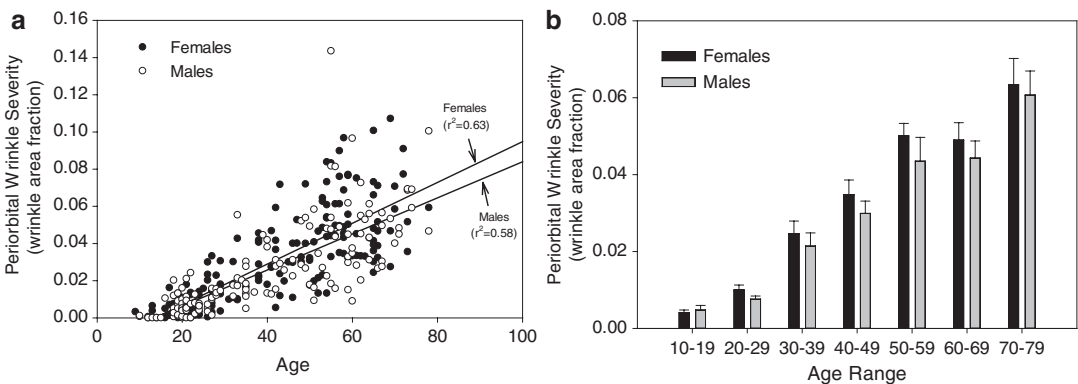 a
Periorbital Wrinkle Severity
(wrinkle area fraction)
0.16
0.14
0.12
0.10
0.08
0.06
0.04
0.02
0.00
Females
Males
Females
(r²=0.63)
Males
(r²=0.58)
0 20 40 60 80 100
Age
b
Periorbital Wrinkle Severity
(wrinkle area fraction)
0.08
0.06
0.04
0.02
0.00
Females
Males
10-19 20-29 30-39 40-49 50-59 60-69 70-79
Age Range